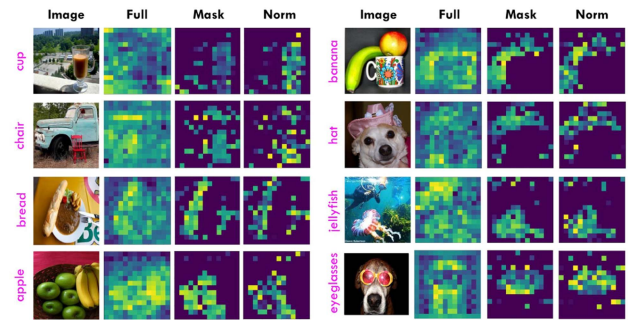 Image Full Mask Norm Image Full Mask Norm
cup
banana
chair
hat
bread
jellyfish
apple
eyeglasses